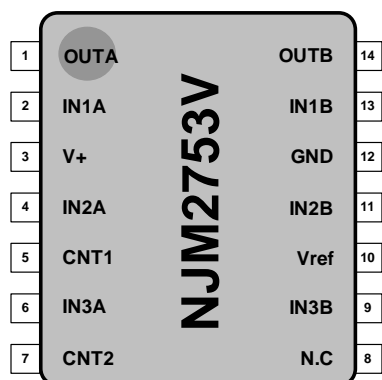 1 OUTA OUTB 14
2 IN1A IN1B 13
3 V+ GND 12
4 IN2A IN2B 11
5 CNT1 Vref 10
6 IN3A IN3B 9
7 CNT2 N.C 8
NJM2753V